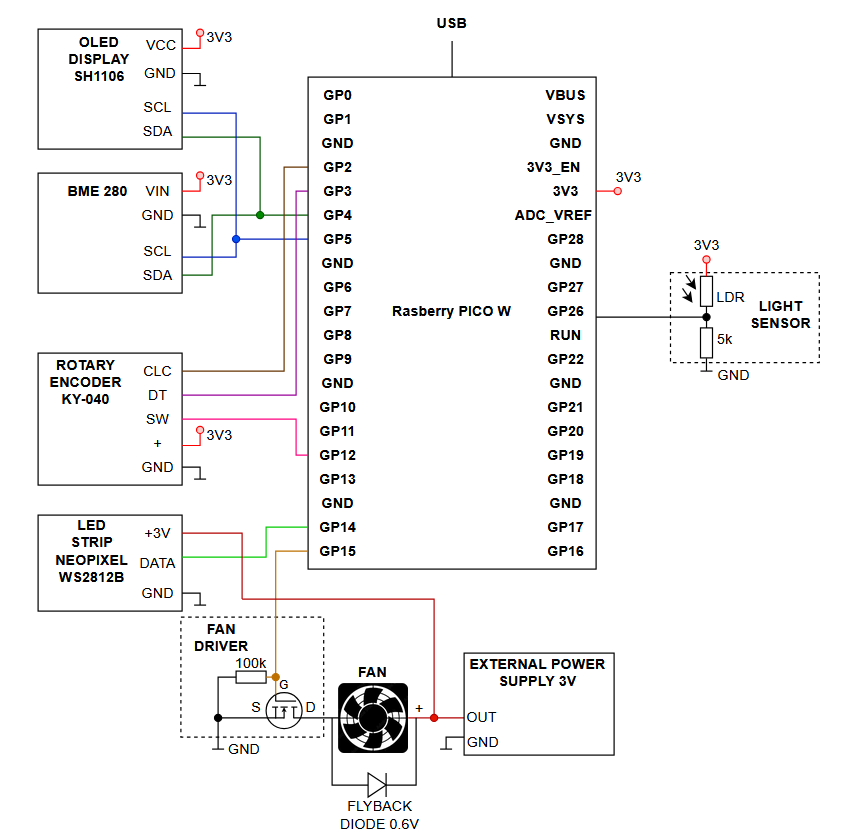 USB
OLED
DISPLAY
SH1106
VCC
3V3
GND
SCL
SDA
BME 280
VIN
3V3
GND
SCL
SDA
ROTARY
ENCODER
KY-040
CLC
DT
SW
+
3V3
GND
LED
STRIP
NEOPIXEL
WS2812B
+3V
DATA
GND
GP0
GP1
GND
GP2
GP3
GP4
GP5
GND
GP6
GP7
GP8
GP9
GND
GP10
GP11
GP12
GP13
GND
GP14
GP15
Rasberry PICO W
VBUS
VSYS
GND
3V3_EN
3V3
ADC_VREF
GP28
GND
GP27
GP26
RUN
GP22
GND
GP21
GP20
GP19
GP18
GND
GP17
GP16
3V3
3V3
LDR
LIGHT
SENSOR
5k
GND
FAN
DRIVER
100k
G
S
D
GND
FAN
+
FLYBACK
DIODE 0.6V
EXTERNAL POWER
SUPPLY 3V
OUT
GND